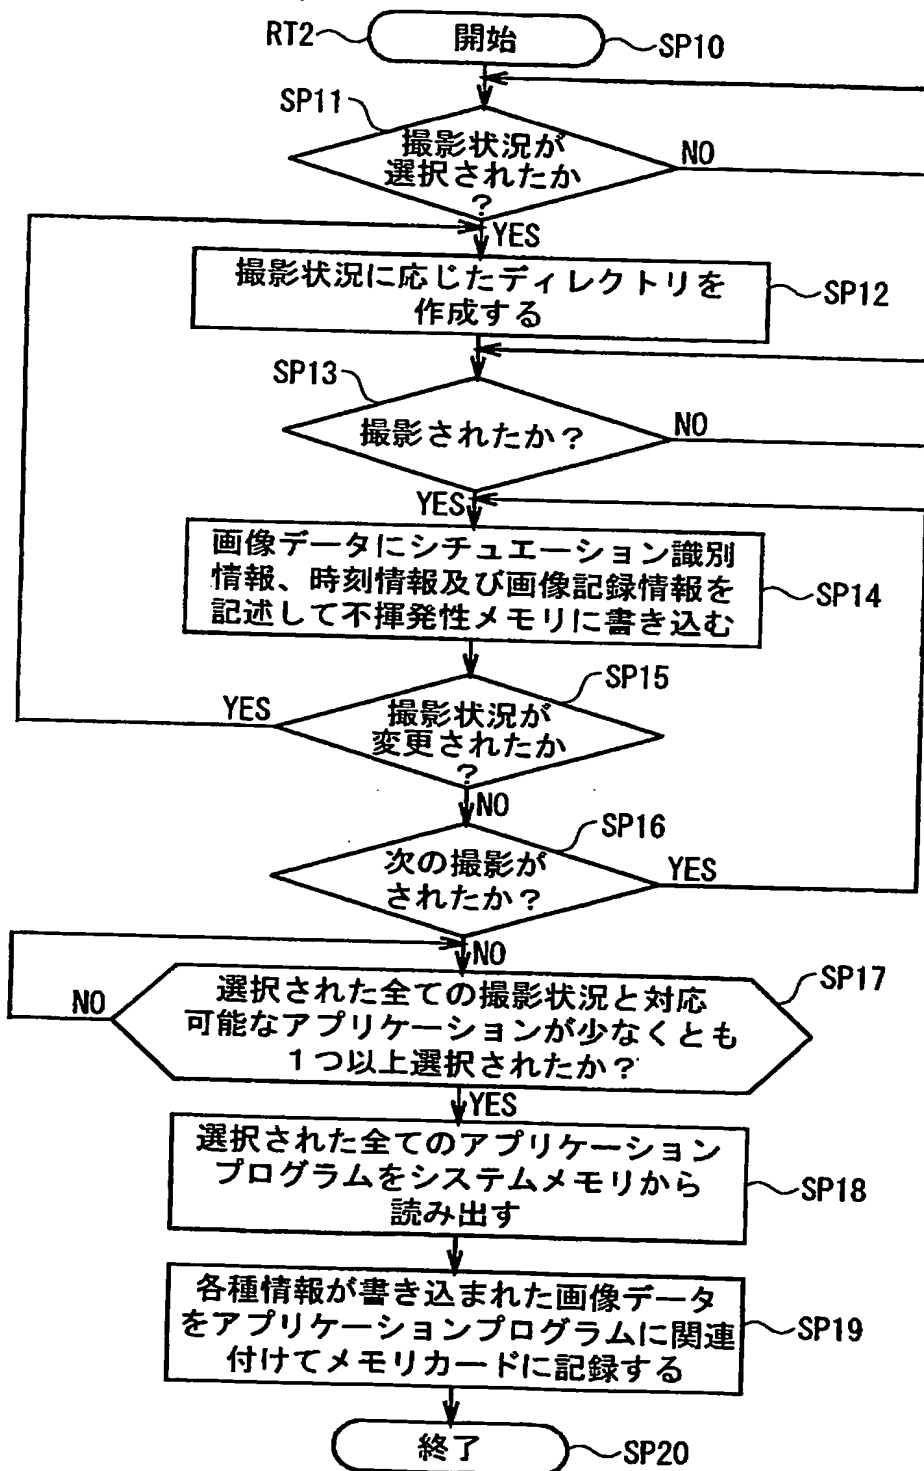 RT2
開始
SP10
SP11
撮影状況が
選択されたか
?
NO
YES
撮影状況に応じたディレクトリを
作成する
SP12
SP13
撮影されたか?
NO
YES
画像データにシチュエーション識別
情報、時刻情報及び画像記録情報を
記述して不揮発性メモリに書き込む
SP14
SP15
YES
撮影状況が
変更されたか
?
NO
SP16
次の撮影が
されたか?
YES
NO
SP17
NO
選択された全ての撮影状況と対応
可能なアプリケーションが少なくとも
1つ以上選択されたか?
YES
選択された全てのアプリケーション
プログラムをシステムメモリから
読み出す
SP18
各種情報が書き込まれた画像データ
をアプリケーションプログラムに関連
付けてメモリカードに記録する
SP19
終了
SP20